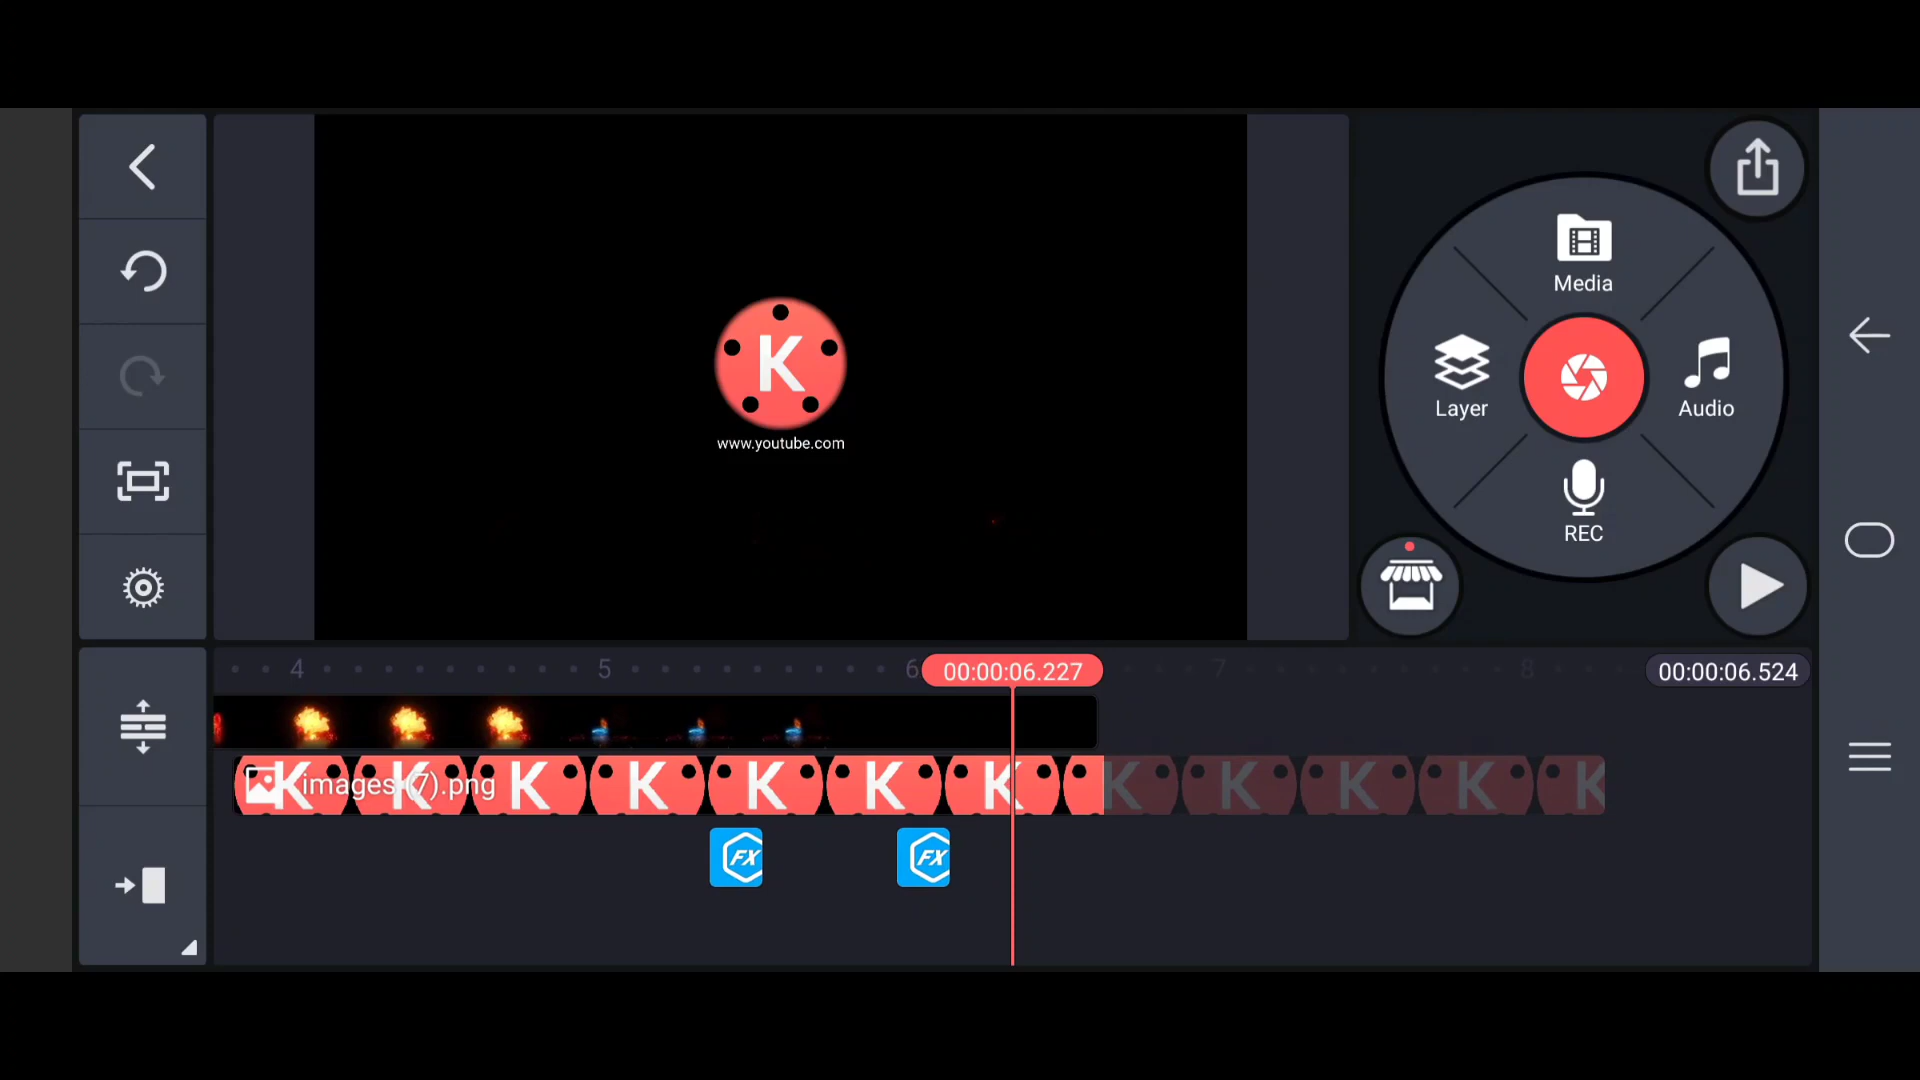 K
www.youtube.com
Media
Layer
Audio
REC
4
5
6
00:00:06.227
7
8
00:00:06.524
K K K K K K K K K K K K
images (7).png
FX
FX